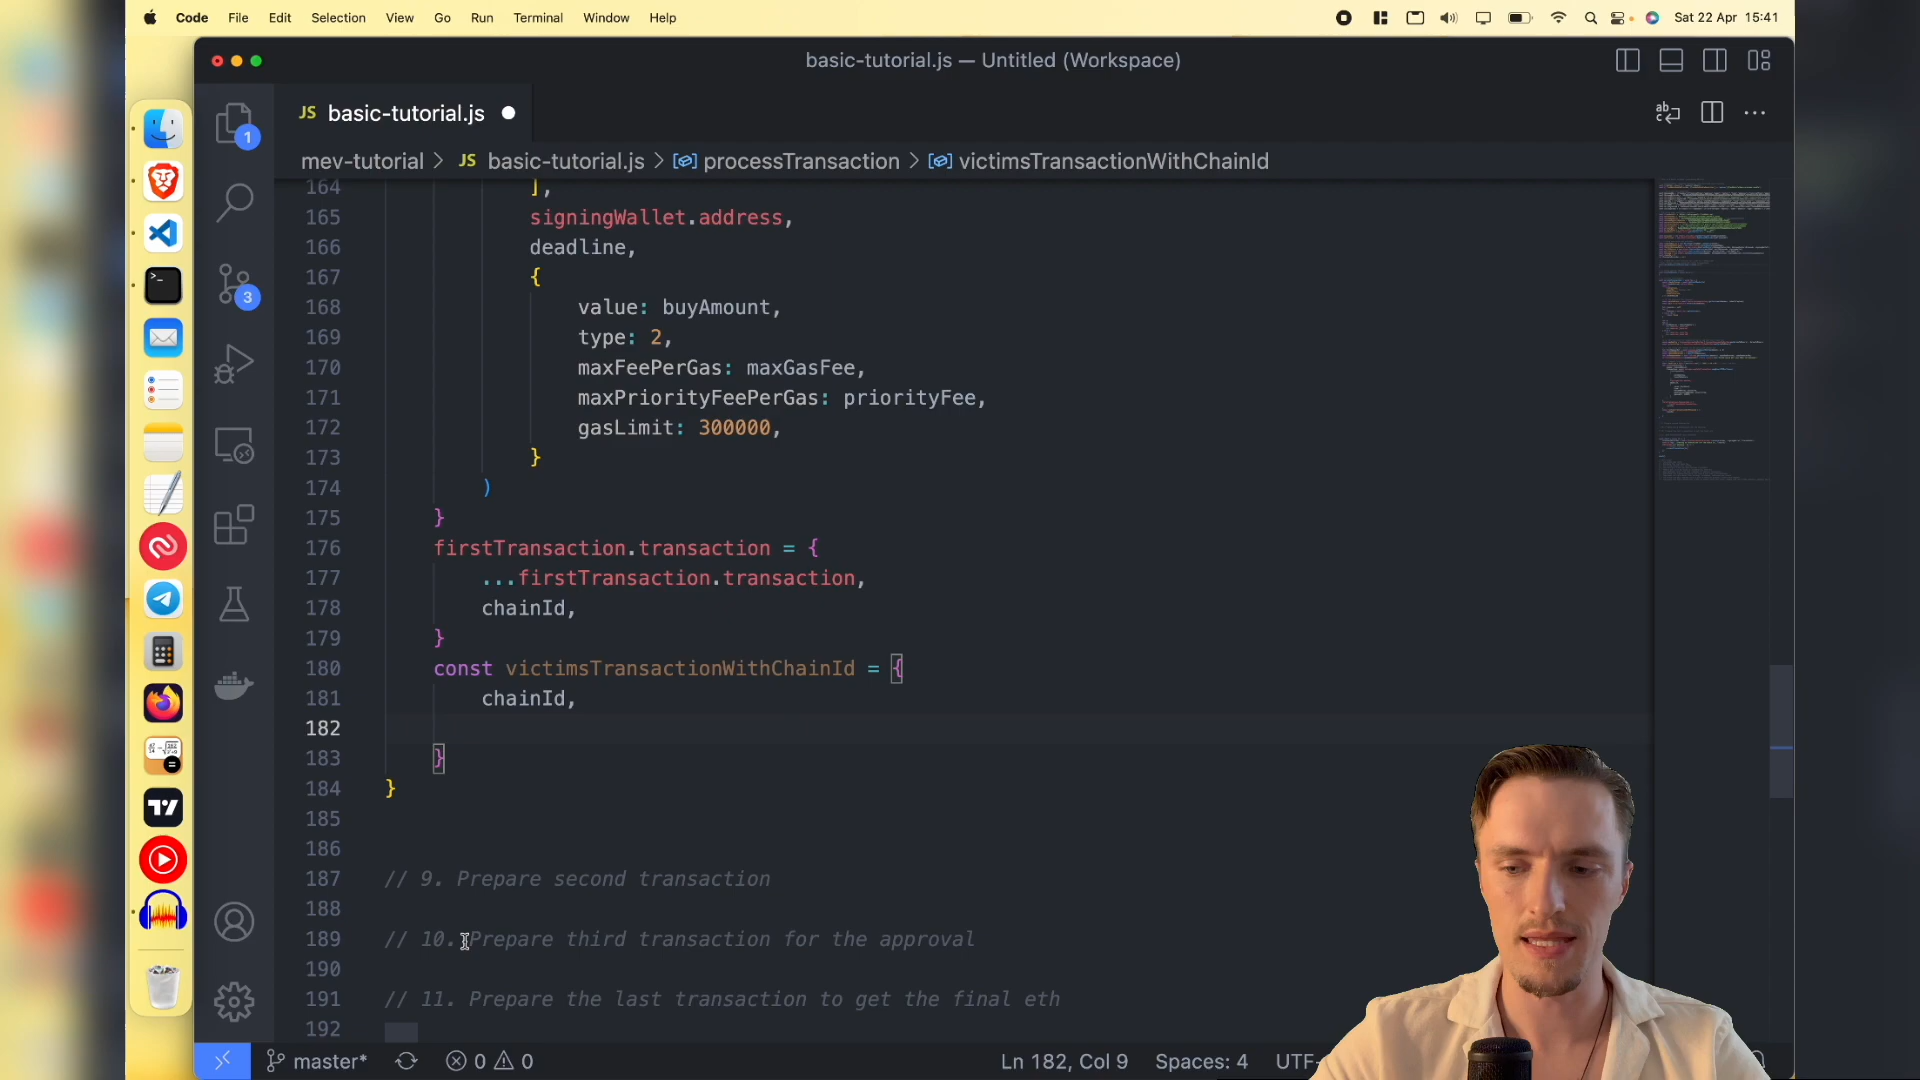 Code File Edit Selection View Go Run Terminal Window Help Sat 22 Apr 15:41
basic-tutorial.js — Untitled (Workspace)
JS basic-tutorial.js
mev-tutorial > JS basic-tutorial.js > processTransaction > victimsTransactionWithChainId
164 ],
165 signingWallet.address,
166 deadline,
167 {
168 value: buyAmount,
169 type: 2,
170 maxFeePerGas: maxGasFee,
171 maxPriorityFeePerGas: priorityFee,
172 gasLimit: 300000,
173 }
174 )
175 }
176 firstTransaction.transaction = {
177 ...firstTransaction.transaction,
178 chainId,
179 }
180 const victimsTransactionWithChainId = {
181 chainId,
182
183 }
184 }
185
186
187 // 9. Prepare second transaction
188
189 // 10. Prepare third transaction for the approval
190
191 // 11. Prepare the last transaction to get the final eth
192
1
3
master* 0 0 Ln 182, Col 9 Spaces: 4 UTF-